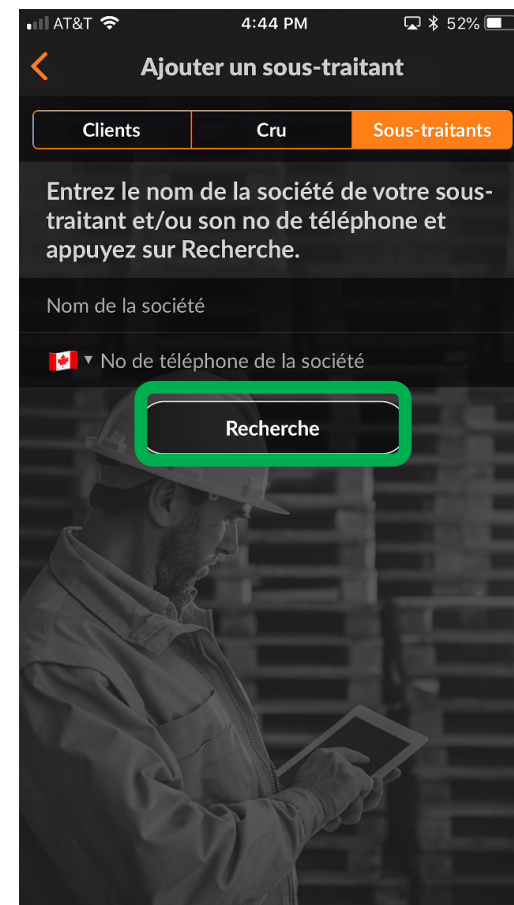 AT&T 4:44 PM 52%
Ajouter un sous-traitant
Clients Cru Sous-traitants
Entrez le nom de la société de votre sous-
traitant et/ou son no de téléphone et
appuyez sur Recherche.
Nom de la société
No de téléphone de la société
Recherche